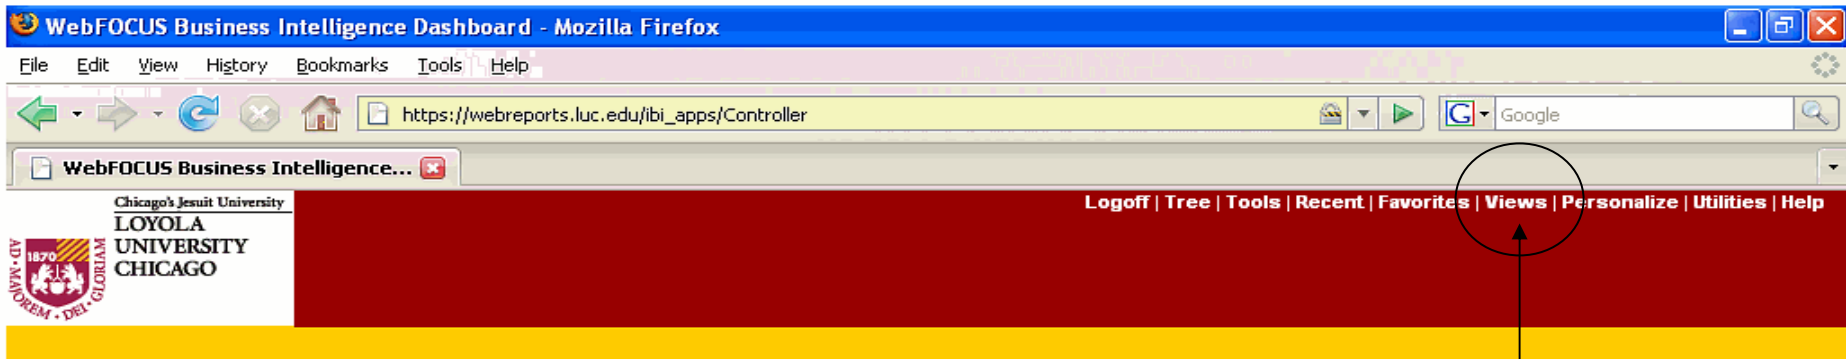 WebFOCUS Business Intelligence Dashboard - Mozilla Firefox
File Edit View History Bookmarks Tools Help
https://webreports.luc.edu/ibi_apps/Controller
G Google
WebFOCUS Business Intelligence...
Logoff | Tree | Tools | Recent | Favorites | Views | Personalize | Utilities | Help
Chicago's Jesuit University
LOYOLA
UNIVERSITY
CHICAGO
1870
AD • MAJOREM • DEI • GLORIAM